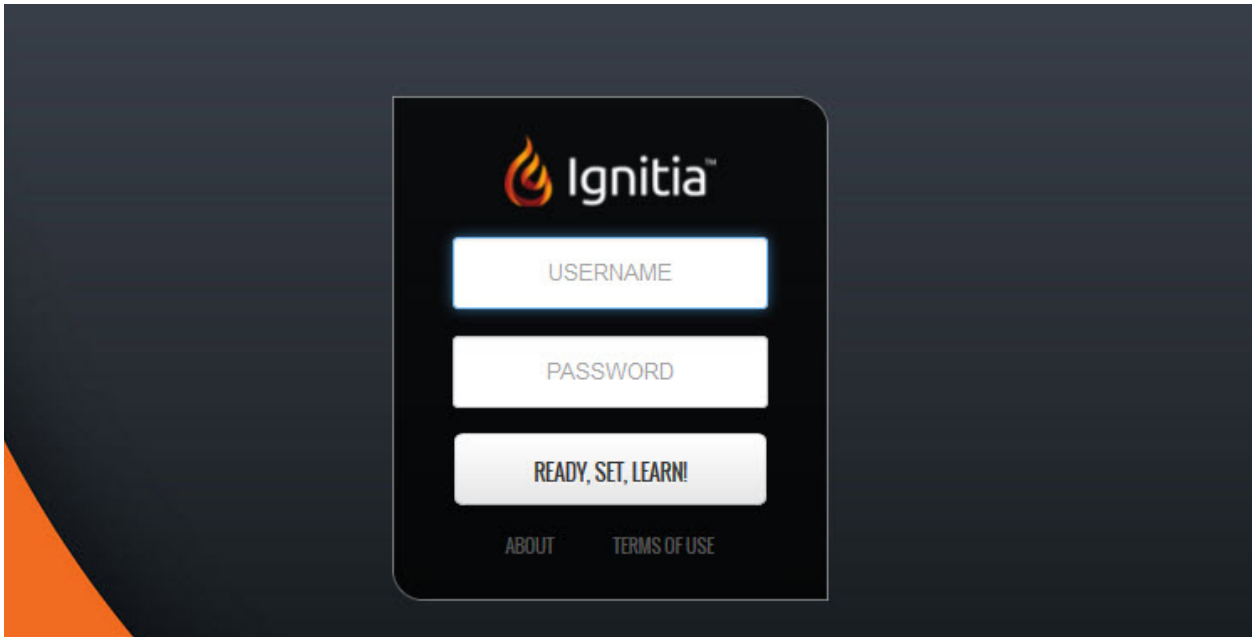 Ignitia™
USERNAME
PASSWORD
READY, SET, LEARN!
ABOUT TERMS OF USE